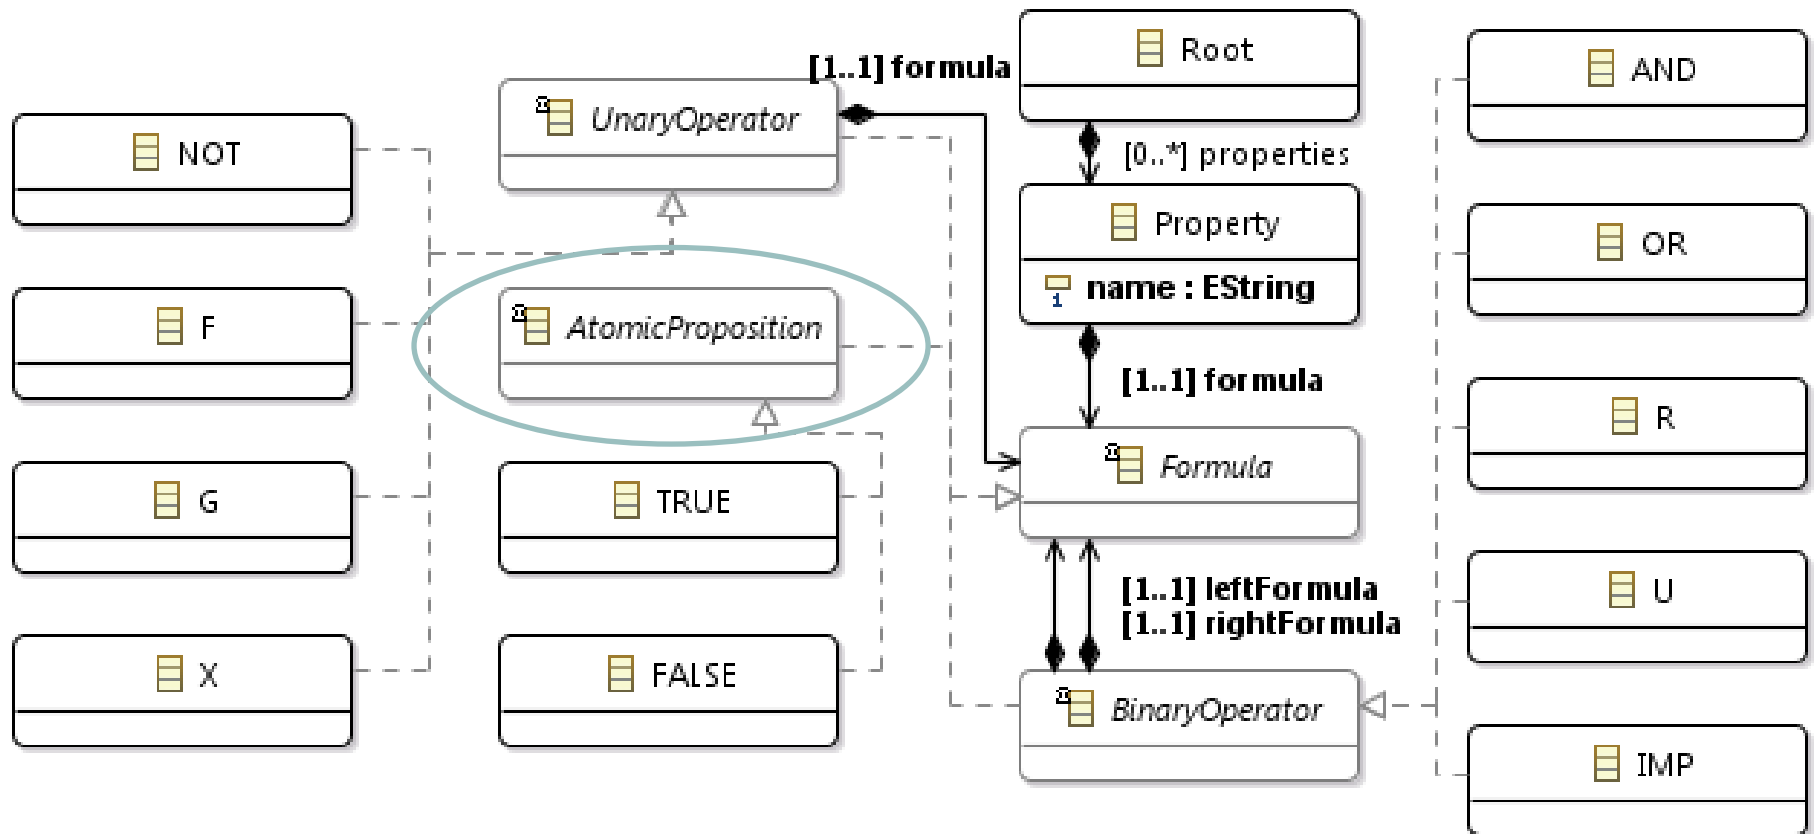 [1..1] formula
Root
AND
UnaryOperator
NOT
[0..*] properties
Property
OR
name : EString
F
AtomicProposition
[1..1] formula
R
Formula
G
TRUE
[1..1] leftFormula
[1..1] rightFormula
U
X
FALSE
BinaryOperator
IMP